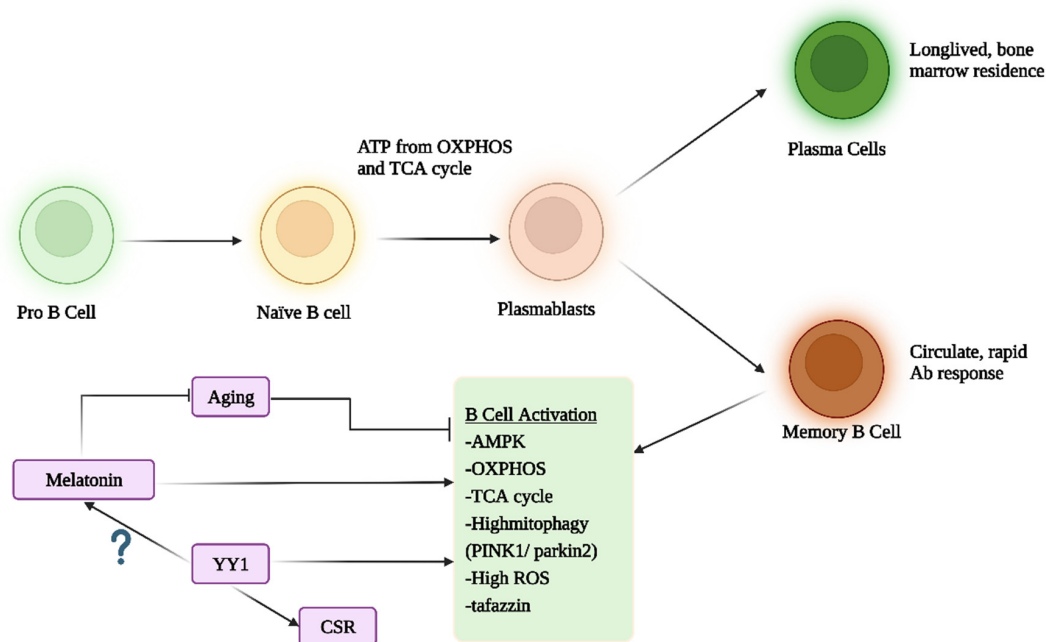 Longlived, bone
marrow residence
Plasma Cells
ATP from OXPHOS
and TCA cycle
Pro B Cell
Naïve B cell
Plasmablasts
Circulate, rapid
Ab response
Memory B Cell
Aging
Melatonin
?
YY1
CSR
B Cell Activation
-AMPK
-OXPHOS
-TCA cycle
-Highmitophagy
(PINK1/ parkin2)
-High ROS
-tafazzin